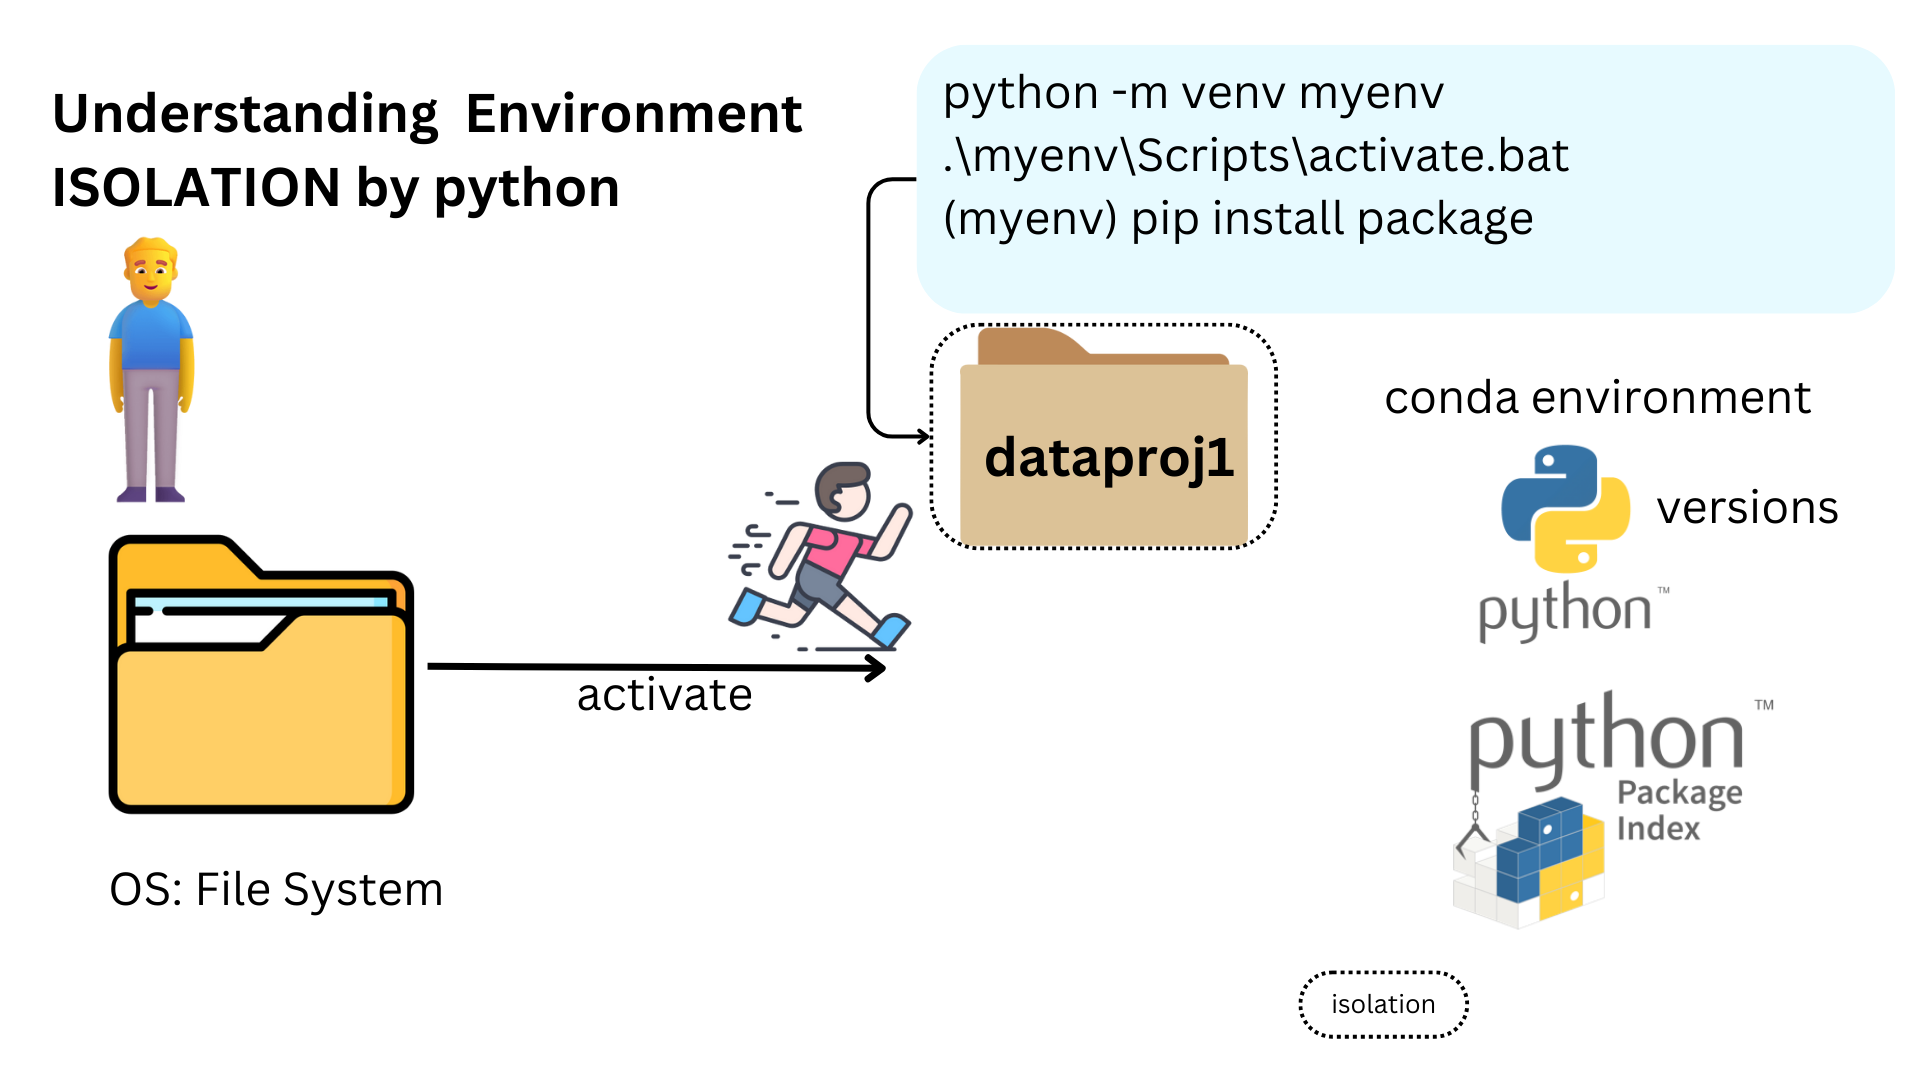 Understanding Environment
ISOLATION by python
python -m venv myenv
.\myenv\Scripts\activate.bat
(myenv) pip install package
dataproj1
conda environment
versions
python™
activate
python™
Package
Index
OS: File System
isolation